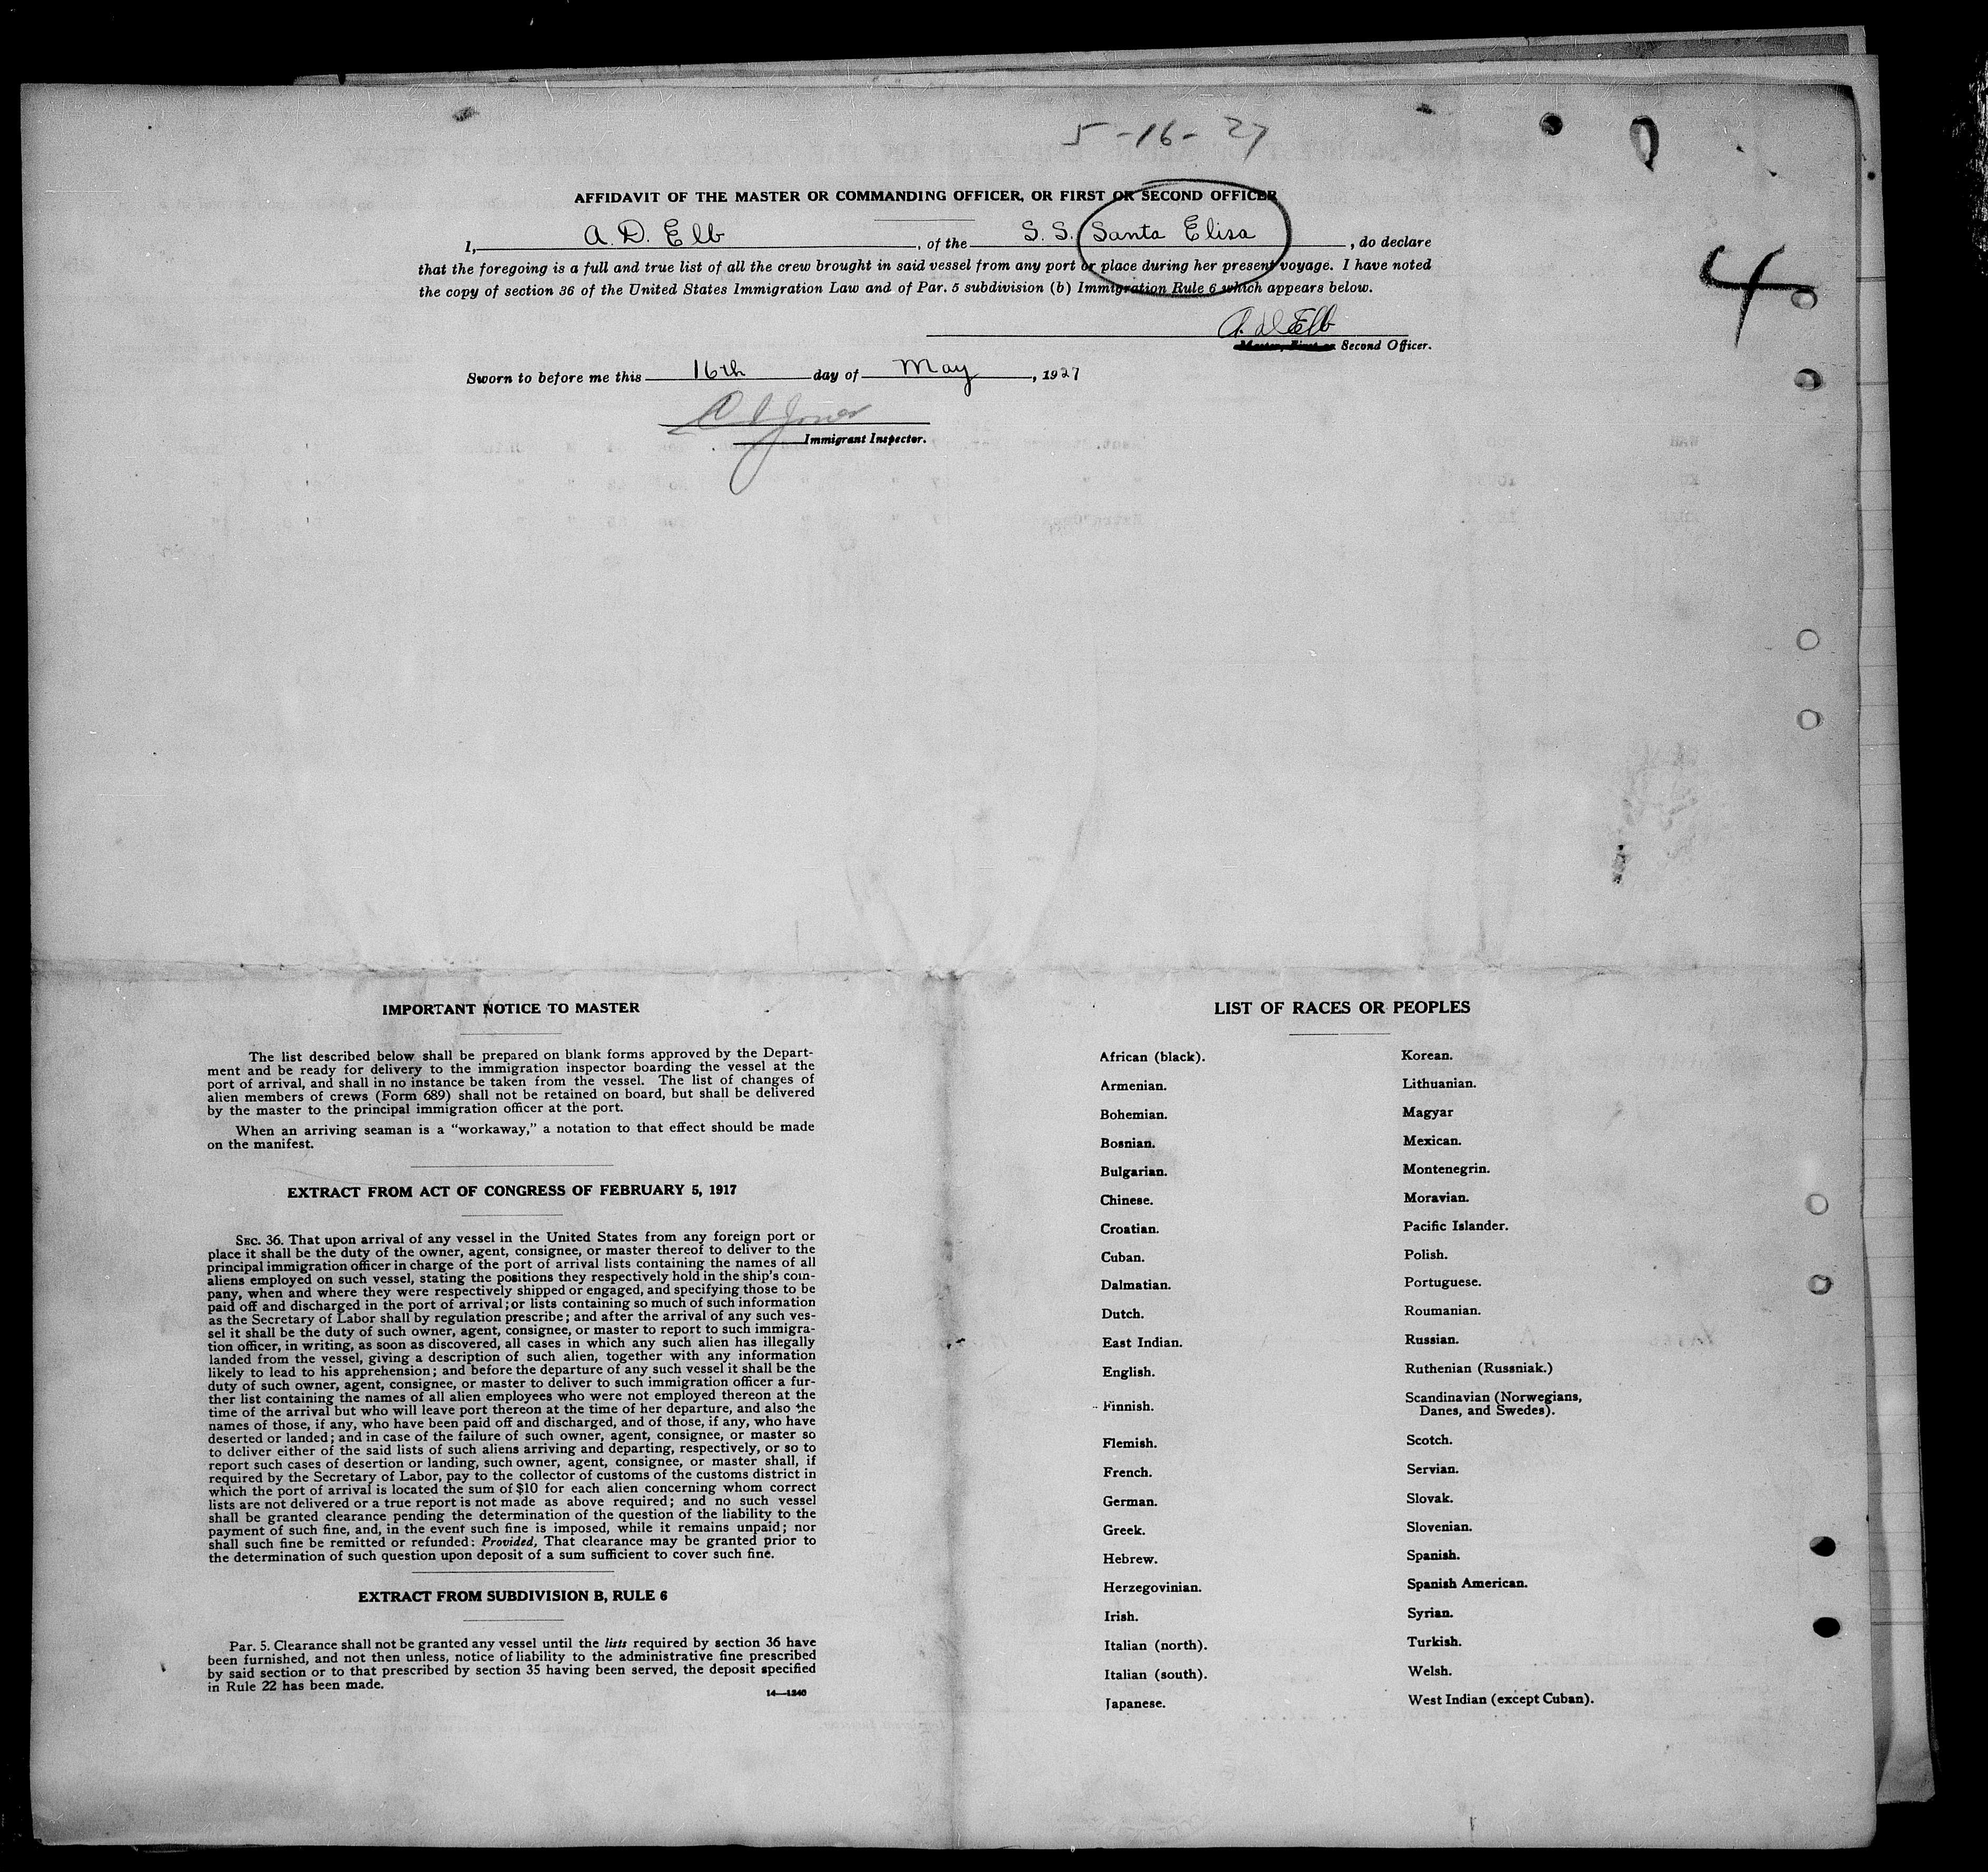 5-16-27
AFFIDAVIT OF THE MASTER OR COMMANDING OFFICER, OR FIRST OR SECOND OFFICER
I, A. D. Elb, of the S. S. Santa Elisa, do declare
that the foregoing is a full and true list of all the crew brought in said vessel from any port or place during her present voyage. I have noted
the copy of section 36 of the United States Immigration Law and of Par. 5 subdivision (b) Immigration Rule 6 which appears below.
4
A. D. Elb
Master, First or Second Officer.
Sworn to before me this 16th day of May, 1927
Jones
Immigrant Inspector.
IMPORTANT NOTICE TO MASTER
The list described below shall be prepared on blank forms approved by the Depart-
ment and be ready for delivery to the immigration inspector boarding the vessel at the
port of arrival, and shall in no instance be taken from the vessel. The list of changes of
alien members of crews (Form 689) shall not be retained on board, but shall be delivered
by the master to the principal immigration officer at the port.
When an arriving seaman is a "workaway," a notation to that effect should be made
on the manifest.
EXTRACT FROM ACT OF CONGRESS OF FEBRUARY 5, 1917
SEC. 36. That upon arrival of any vessel in the United States from any foreign port or
place it shall be the duty of the owner, agent, consignee, or master thereof to deliver to the
principal immigration officer in charge of the port of arrival lists containing the names of all
aliens employed on such vessel, stating the positions they respectively hold in the ship's com-
pany, when and where they were respectively shipped or engaged, and specifying those to be
paid off and discharged in the port of arrival; or lists containing so much of such information
as the Secretary of Labor shall by regulation prescribe; and after the arrival of any such ves-
sel it shall be the duty of such owner, agent, consignee, or master to report to such immigra-
tion officer, in writing, as soon as discovered, all cases in which any such alien has illegally
landed from the vessel, giving a description of such alien, together with any information
likely to lead to his apprehension; and before the departure of any such vessel it shall be the
duty of such owner, agent, consignee, or master to deliver to such immigration officer a fur-
ther list containing the names of all alien employees who were not employed thereon at the
time of the arrival but who will leave port thereon at the time of her departure, and also the
names of those, if any, who have been paid off and discharged, and of those, if any, who have
deserted or landed; and in case of the failure of such owner, agent, consignee, or master so
to deliver either of the said lists of such aliens arriving and departing, respectively, or so to
report such cases of desertion or landing, such owner, agent, consignee, or master shall, if
required by the Secretary of Labor, pay to the collector of customs of the customs district in
which the port of arrival is located the sum of $10 for each alien concerning whom correct
lists are not delivered or a true report is not made as above required; and no such vessel
shall be granted clearance pending the determination of the question of the liability to the
payment of such fine, and, in the event such fine is imposed, while it remains unpaid; nor
shall such fine be remitted or refunded: Provided, That clearance may be granted prior to
the determination of such question upon deposit of a sum sufficient to cover such fine.
EXTRACT FROM SUBDIVISION B, RULE 6
Par. 5. Clearance shall not be granted any vessel until the lists required by section 36 have
been furnished, and not then unless, notice of liability to the administrative fine prescribed
by said section or to that prescribed by section 35 having been served, the deposit specified
in Rule 22 has been made.
14—1240
LIST OF RACES OR PEOPLES
African (black).
Armenian.
Bohemian.
Bosnian.
Bulgarian.
Chinese.
Croatian.
Cuban.
Dalmatian.
Dutch.
East Indian.
English.
Finnish.
Flemish.
French.
German.
Greek.
Hebrew.
Herzegovinian.
Irish.
Italian (north).
Italian (south).
Japanese.
Korean.
Lithuanian.
Magyar
Mexican.
Montenegrin.
Moravian.
Pacific Islander.
Polish.
Portuguese.
Roumanian.
Russian.
Ruthenian (Russniak.)
Scandinavian (Norwegians,
Danes, and Swedes).
Scotch.
Servian.
Slovak.
Slovenian.
Spanish.
Spanish American.
Syrian.
Turkish.
Welsh.
West Indian (except Cuban).